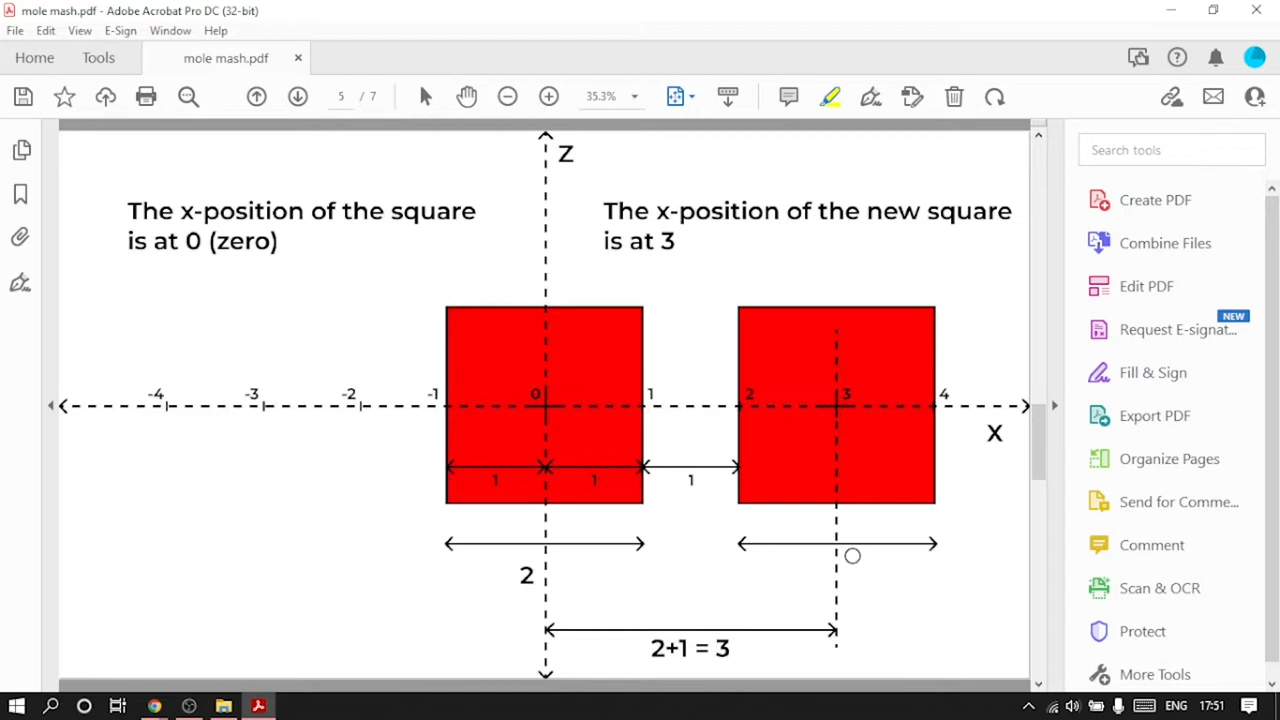 mole mash.pdf - Adobe Acrobat Pro DC (32-bit)
File Edit View E-Sign Window Help
Home Tools mole mash.pdf ×
5 / 7 35.3%
Search tools
Create PDF
Combine Files
Edit PDF
NEW
Request E-signat...
Fill & Sign
Export PDF
Organize Pages
Send for Comme...
Comment
Scan & OCR
Protect
More Tools
Z
The x-position of the square
is at 0 (zero)
The x-position of the new square
is at 3
-4 -3 -2 -1 0 1 2 3 4
X
1 1 1
2
2+1 = 3
ENG 17:51